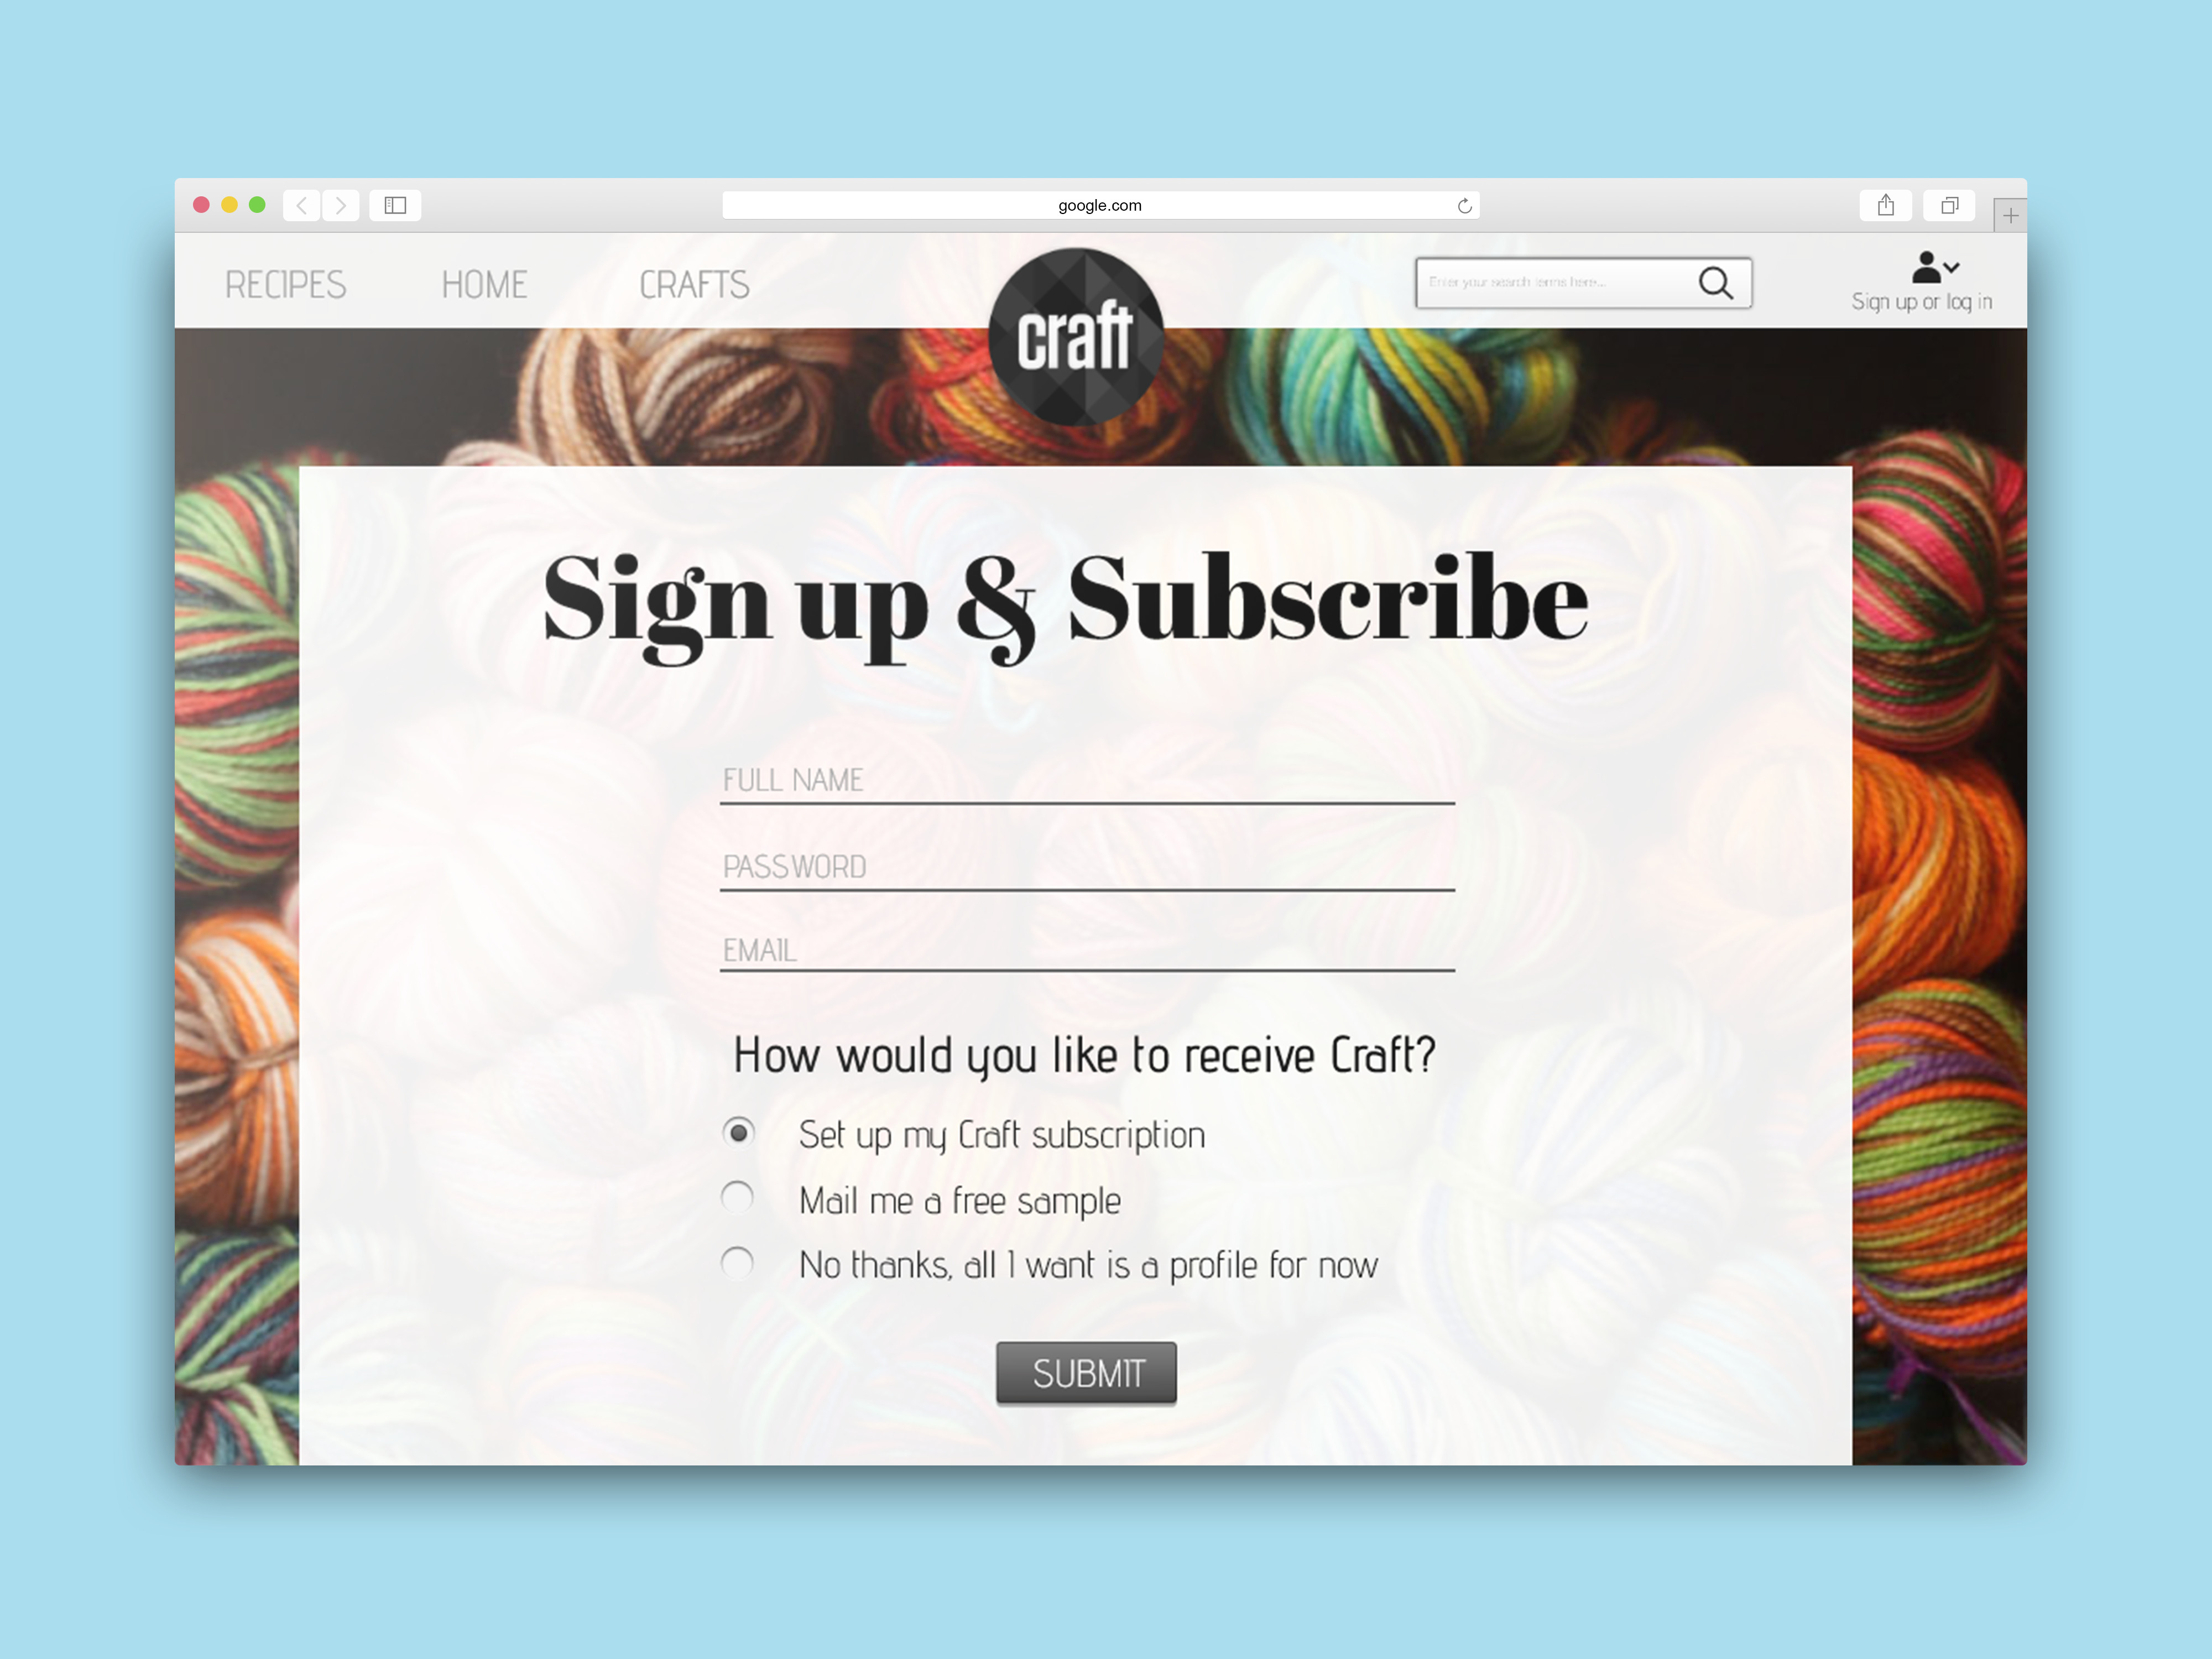 google.com
RECIPES
HOME
CRAFTS
craft
Enter your search terms here...
Sign up or log in
Sign up & Subscribe
FULL NAME
PASSWORD
EMAIL
How would you like to receive Craft?
Set up my Craft subscription
Mail me a free sample
No thanks, all I want is a profile for now
SUBMIT